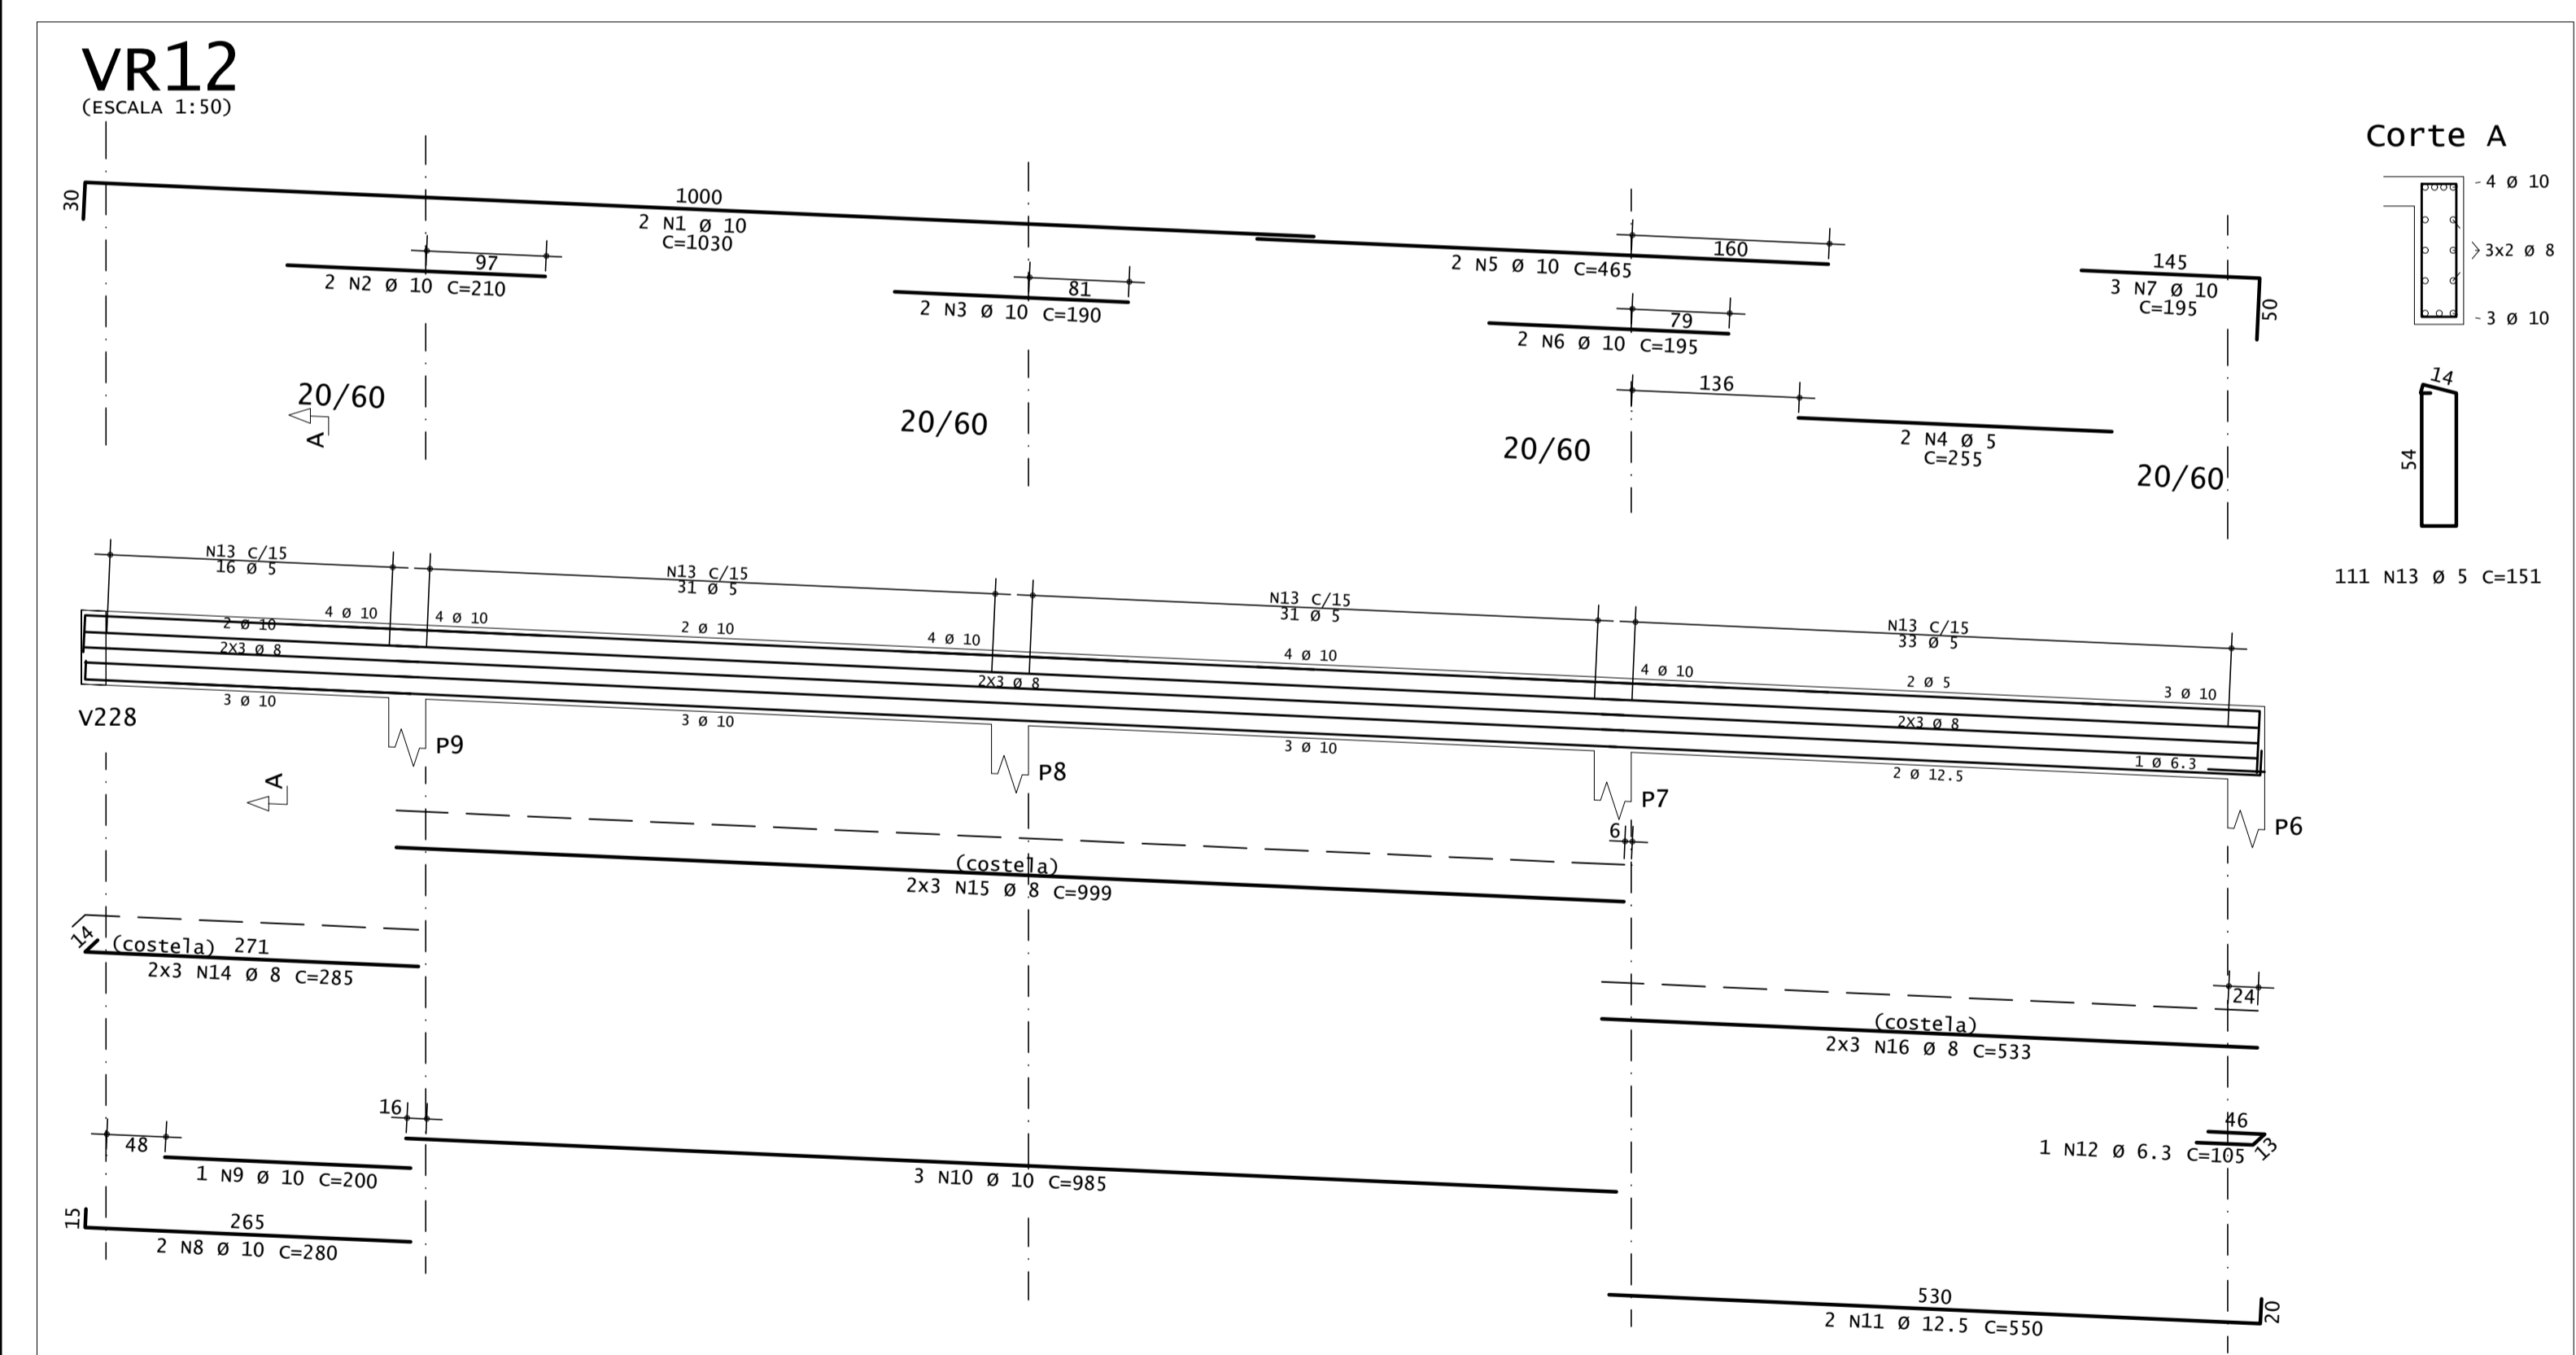 VR12
(ESCALA 1:50)
Corte A
30
1000
2 N1 Ø 10
C=1030
97
2 N2 Ø 10 C=210
81
2 N3 Ø 10 C=190
160
2 N5 Ø 10 C=465
79
2 N6 Ø 10 C=195
145
3 N7 Ø 10
C=195
50
4 Ø 10
3x2 Ø 8
3 Ø 10
136
2 N4 Ø 5
C=255
20/60
A
20/60
20/60
20/60
14
54
111 N13 Ø 5 C=151
N13 C/15
16 Ø 5
N13 C/15
31 Ø 5
N13 C/15
31 Ø 5
N13 C/15
33 Ø 5
2 Ø 10
4 Ø 10
4 Ø 10
2 Ø 10
4 Ø 10
4 Ø 10
4 Ø 10
2 Ø 5
3 Ø 10
2X3 Ø 8
2X3 Ø 8
2X3 Ø 8
3 Ø 10
3 Ø 10
3 Ø 10
2 Ø 12.5
1 Ø 6.3
V228
P9
P8
P7
P6
A
6
(costela)
2x3 N15 Ø 8 C=999
14
(costela) 271
2x3 N14 Ø 8 C=285
24
(costela)
2x3 N16 Ø 8 C=533
16
48
1 N9 Ø 10 C=200
3 N10 Ø 10 C=985
46
13
1 N12 Ø 6.3 C=105
15
265
2 N8 Ø 10 C=280
530
20
2 N11 Ø 12.5 C=550